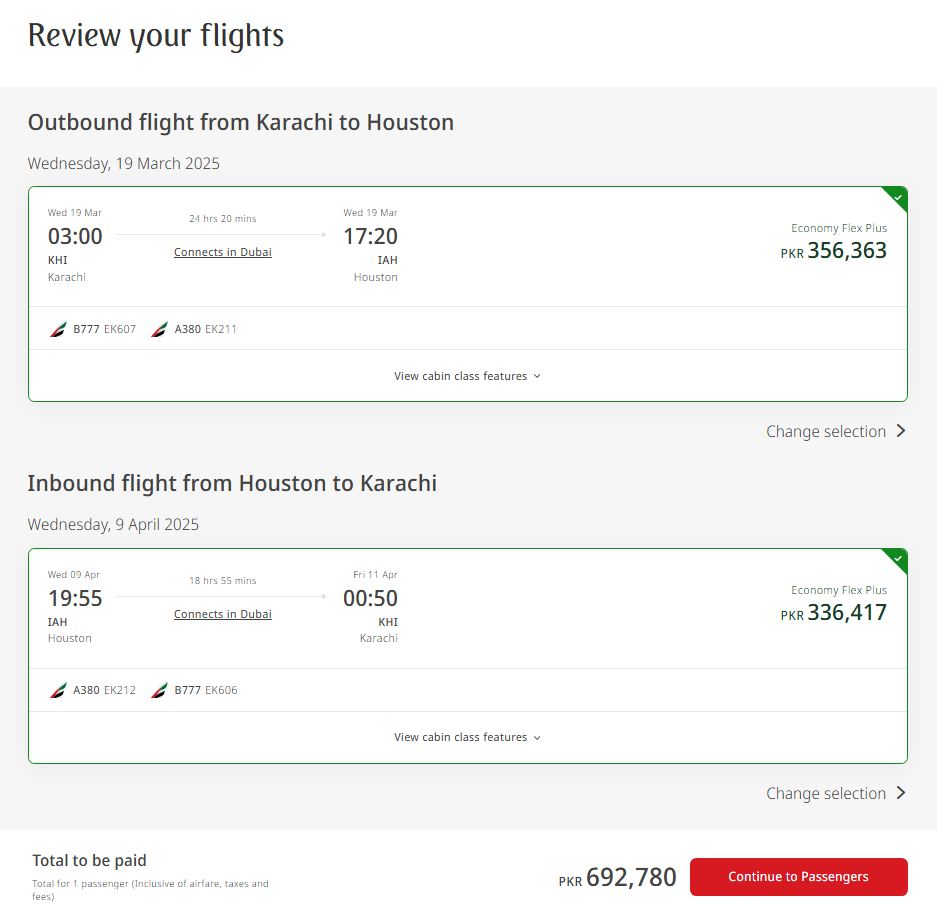 Review your flights
Outbound flight from Karachi to Houston
Wednesday, 19 March 2025
Wed 19 Mar
24 hrs 20 mins
Wed 19 Mar
03:00
17:20
KHI
Connects in Dubai
IAH
Karachi
Houston
Economy Flex Plus
PKR 356,363
B777 EK607 A380 EK211
View cabin class features
Change selection
Inbound flight from Houston to Karachi
Wednesday, 9 April 2025
Wed 09 Apr
18 hrs 55 mins
Fri 11 Apr
19:55
00:50
IAH
Connects in Dubai
KHI
Houston
Karachi
Economy Flex Plus
PKR 336,417
A380 EK212 B777 EK606
View cabin class features
Change selection
Total to be paid
Total for 1 passenger (Inclusive of airfare, taxes and
fees)
PKR 692,780
Continue to Passengers